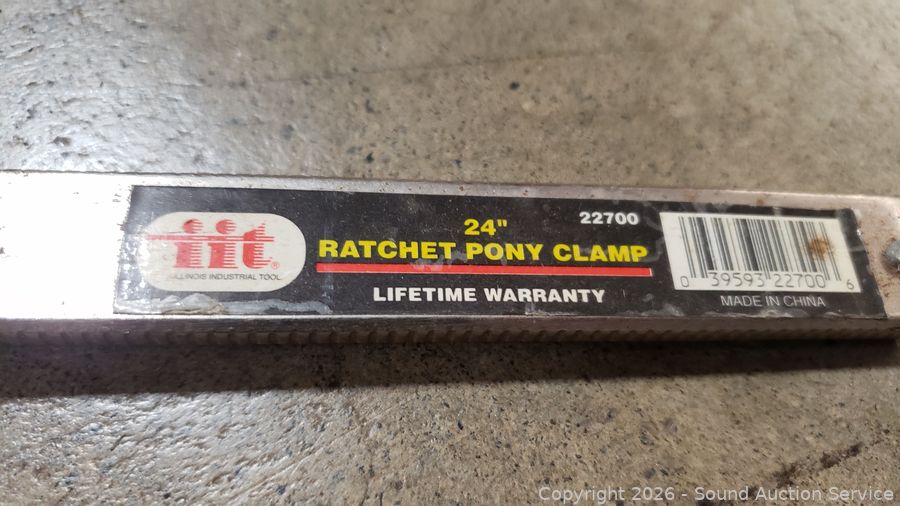 iit®
ILLINOIS INDUSTRIAL TOOL
24"
22700
RATCHET PONY CLAMP
LIFETIME WARRANTY
0 39593 22700 6
MADE IN CHINA
Copyright 2026 - Sound Auction Service